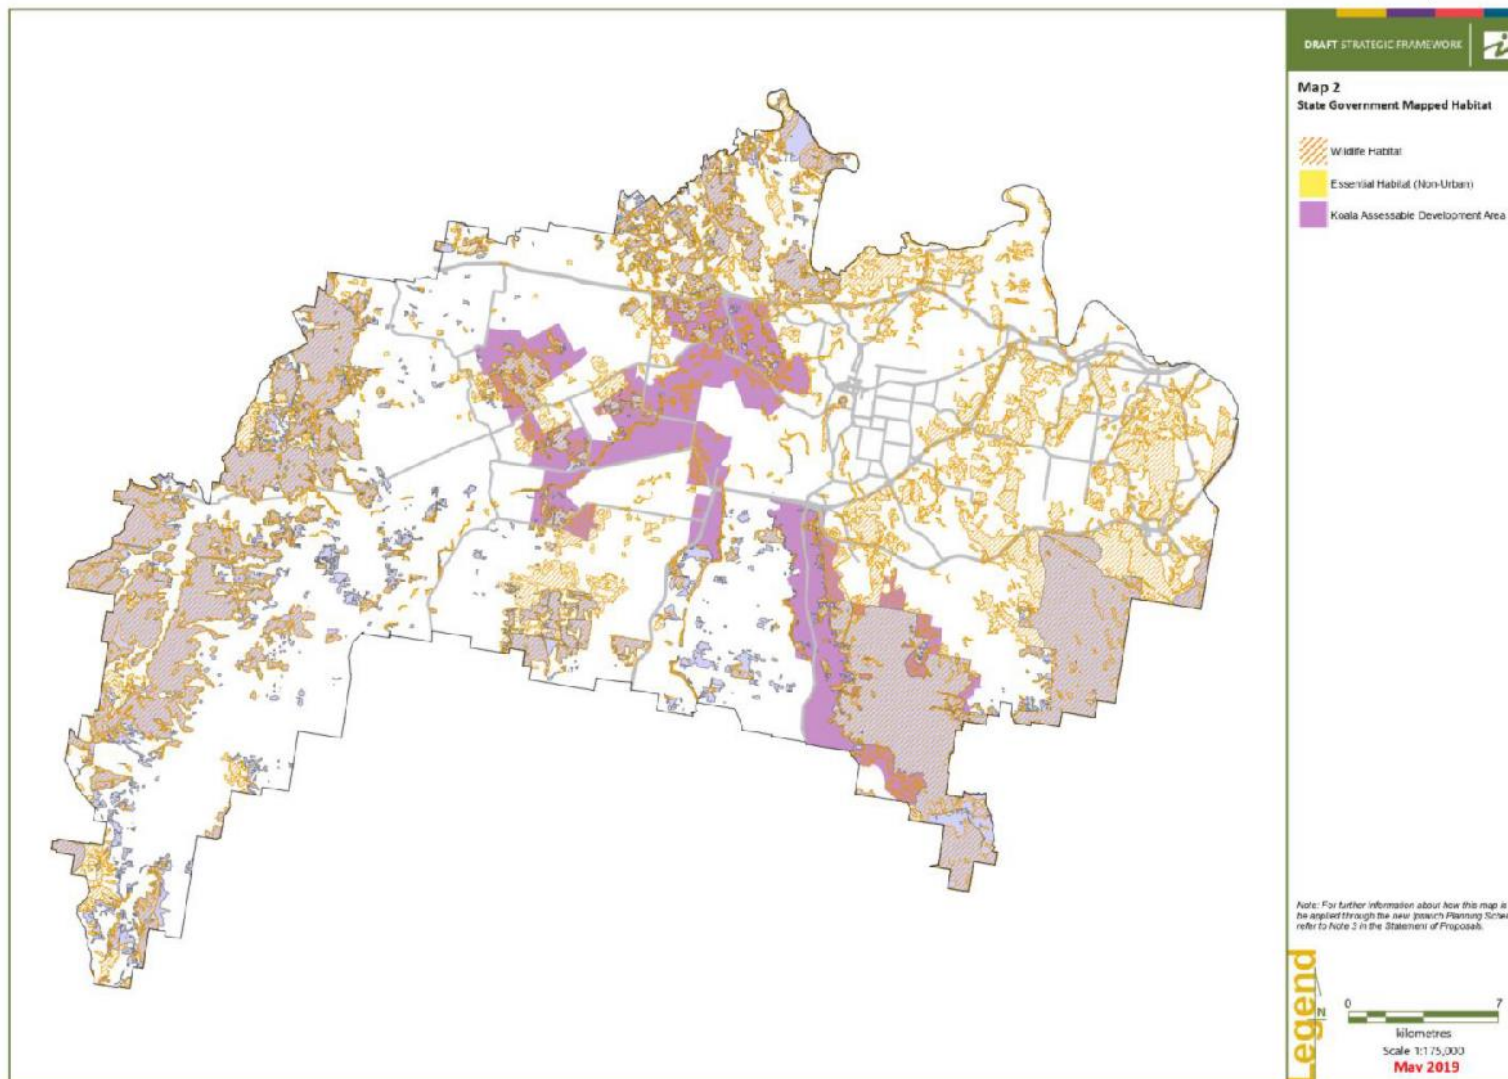 DRAFT STRATEGIC FRAMEWORK
Map 2
State Government Mapped Habitat
Wildlife Habitat
Essential Habitat (Non-Urban)
Koala Assessable Development Area
Note: For further information about how this map is
be applied through the new Ipswich Planning Sche
refer to Note 3 in the Statement of Proposals.
Legend
N
0 7
kilometres
Scale 1:175,000
May 2019